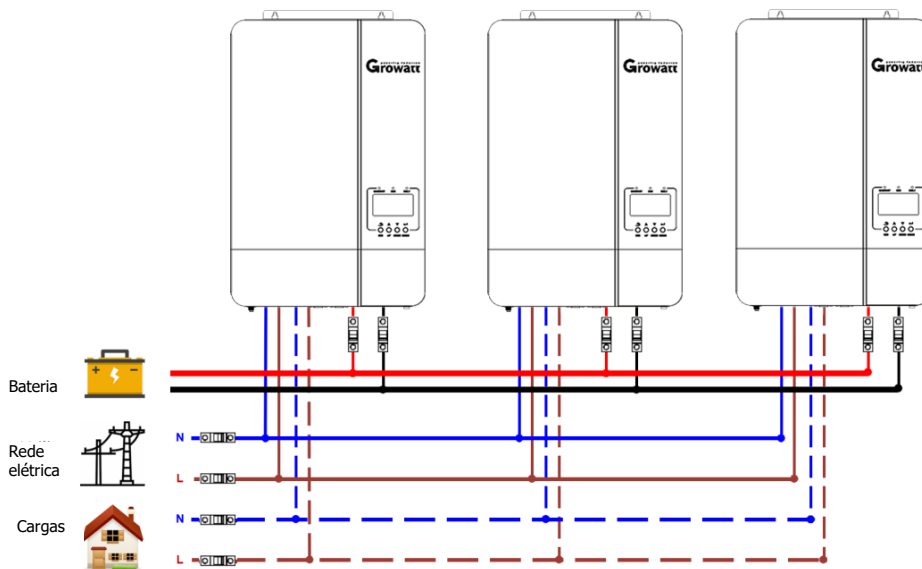 Growatt
Growatt
Growatt
Bateria
Rede
elétrica
N
L
Cargas
N
L